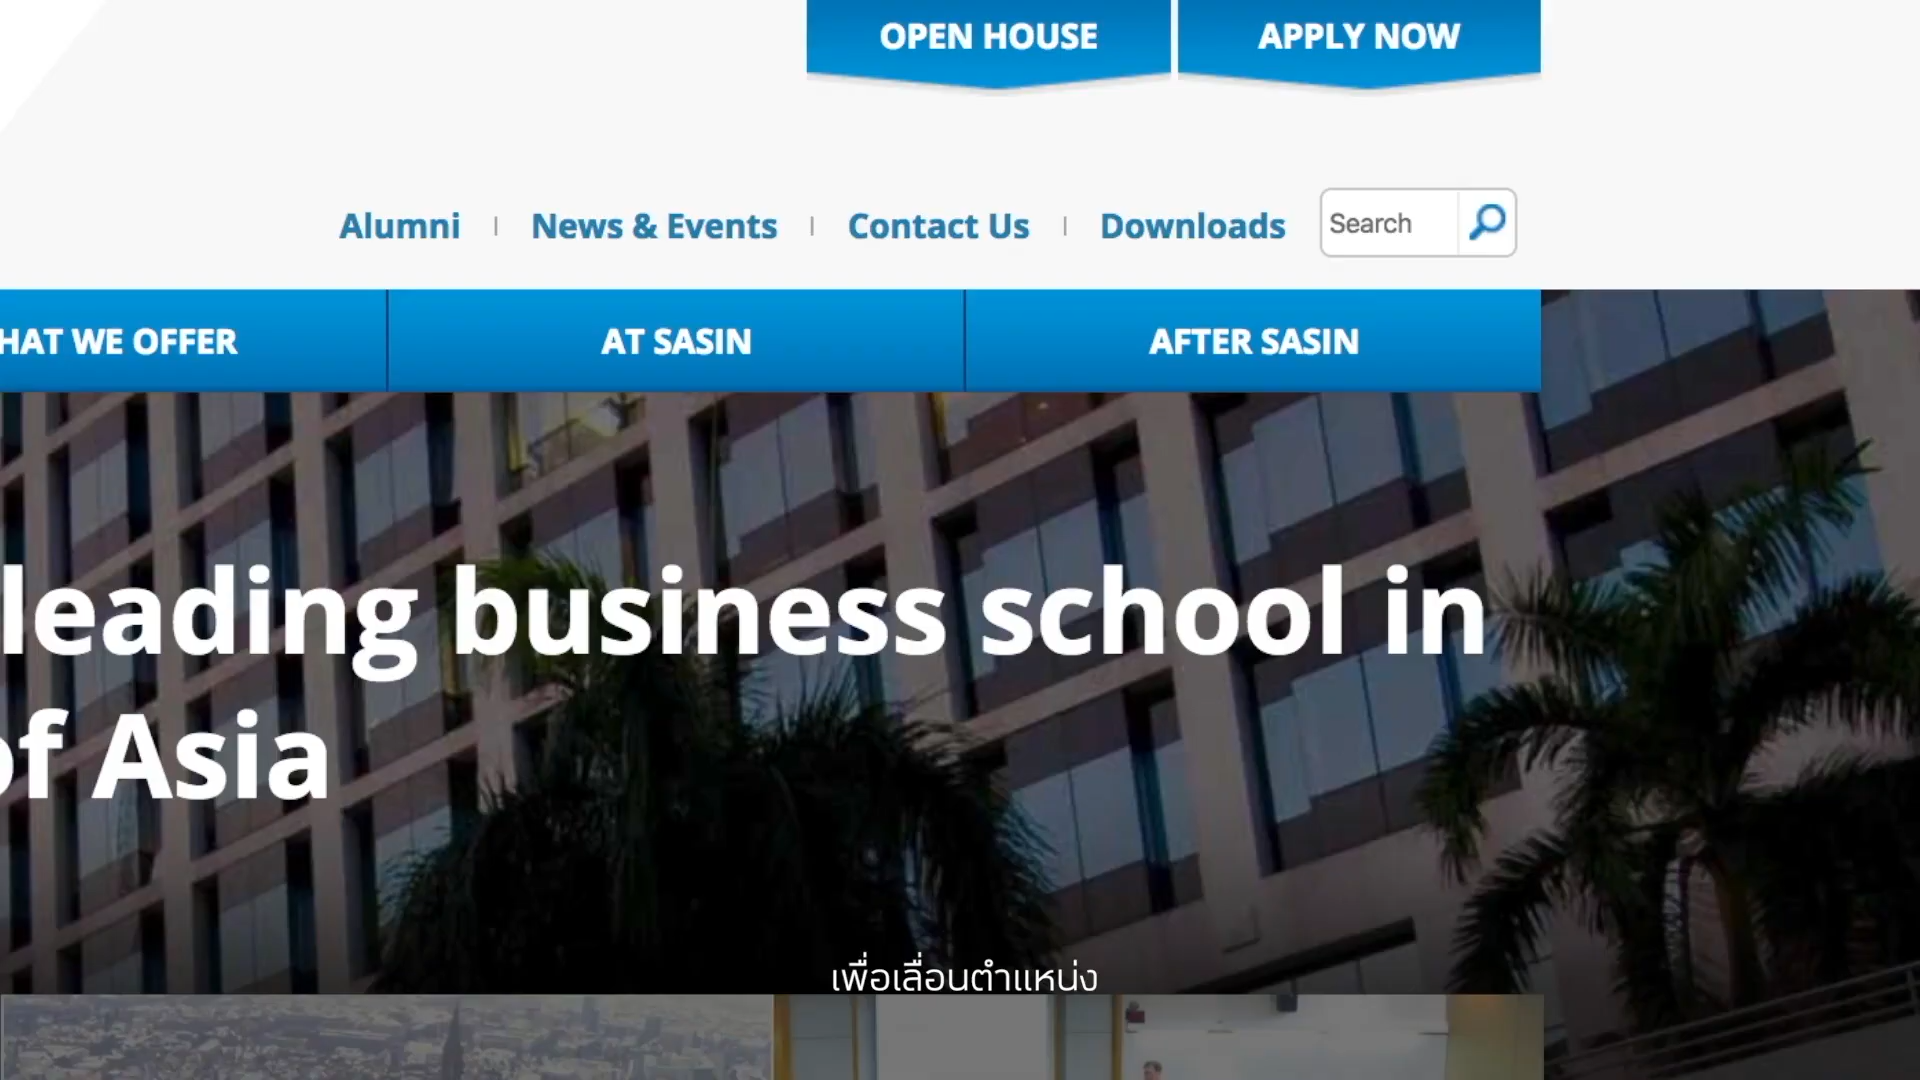 OPEN HOUSE
APPLY NOW
Alumni
News & Events
Contact Us
Downloads
Search
HAT WE OFFER
AT SASIN
AFTER SASIN
leading business school in
of Asia
เพื่อเลื่อนตำแหน่ง